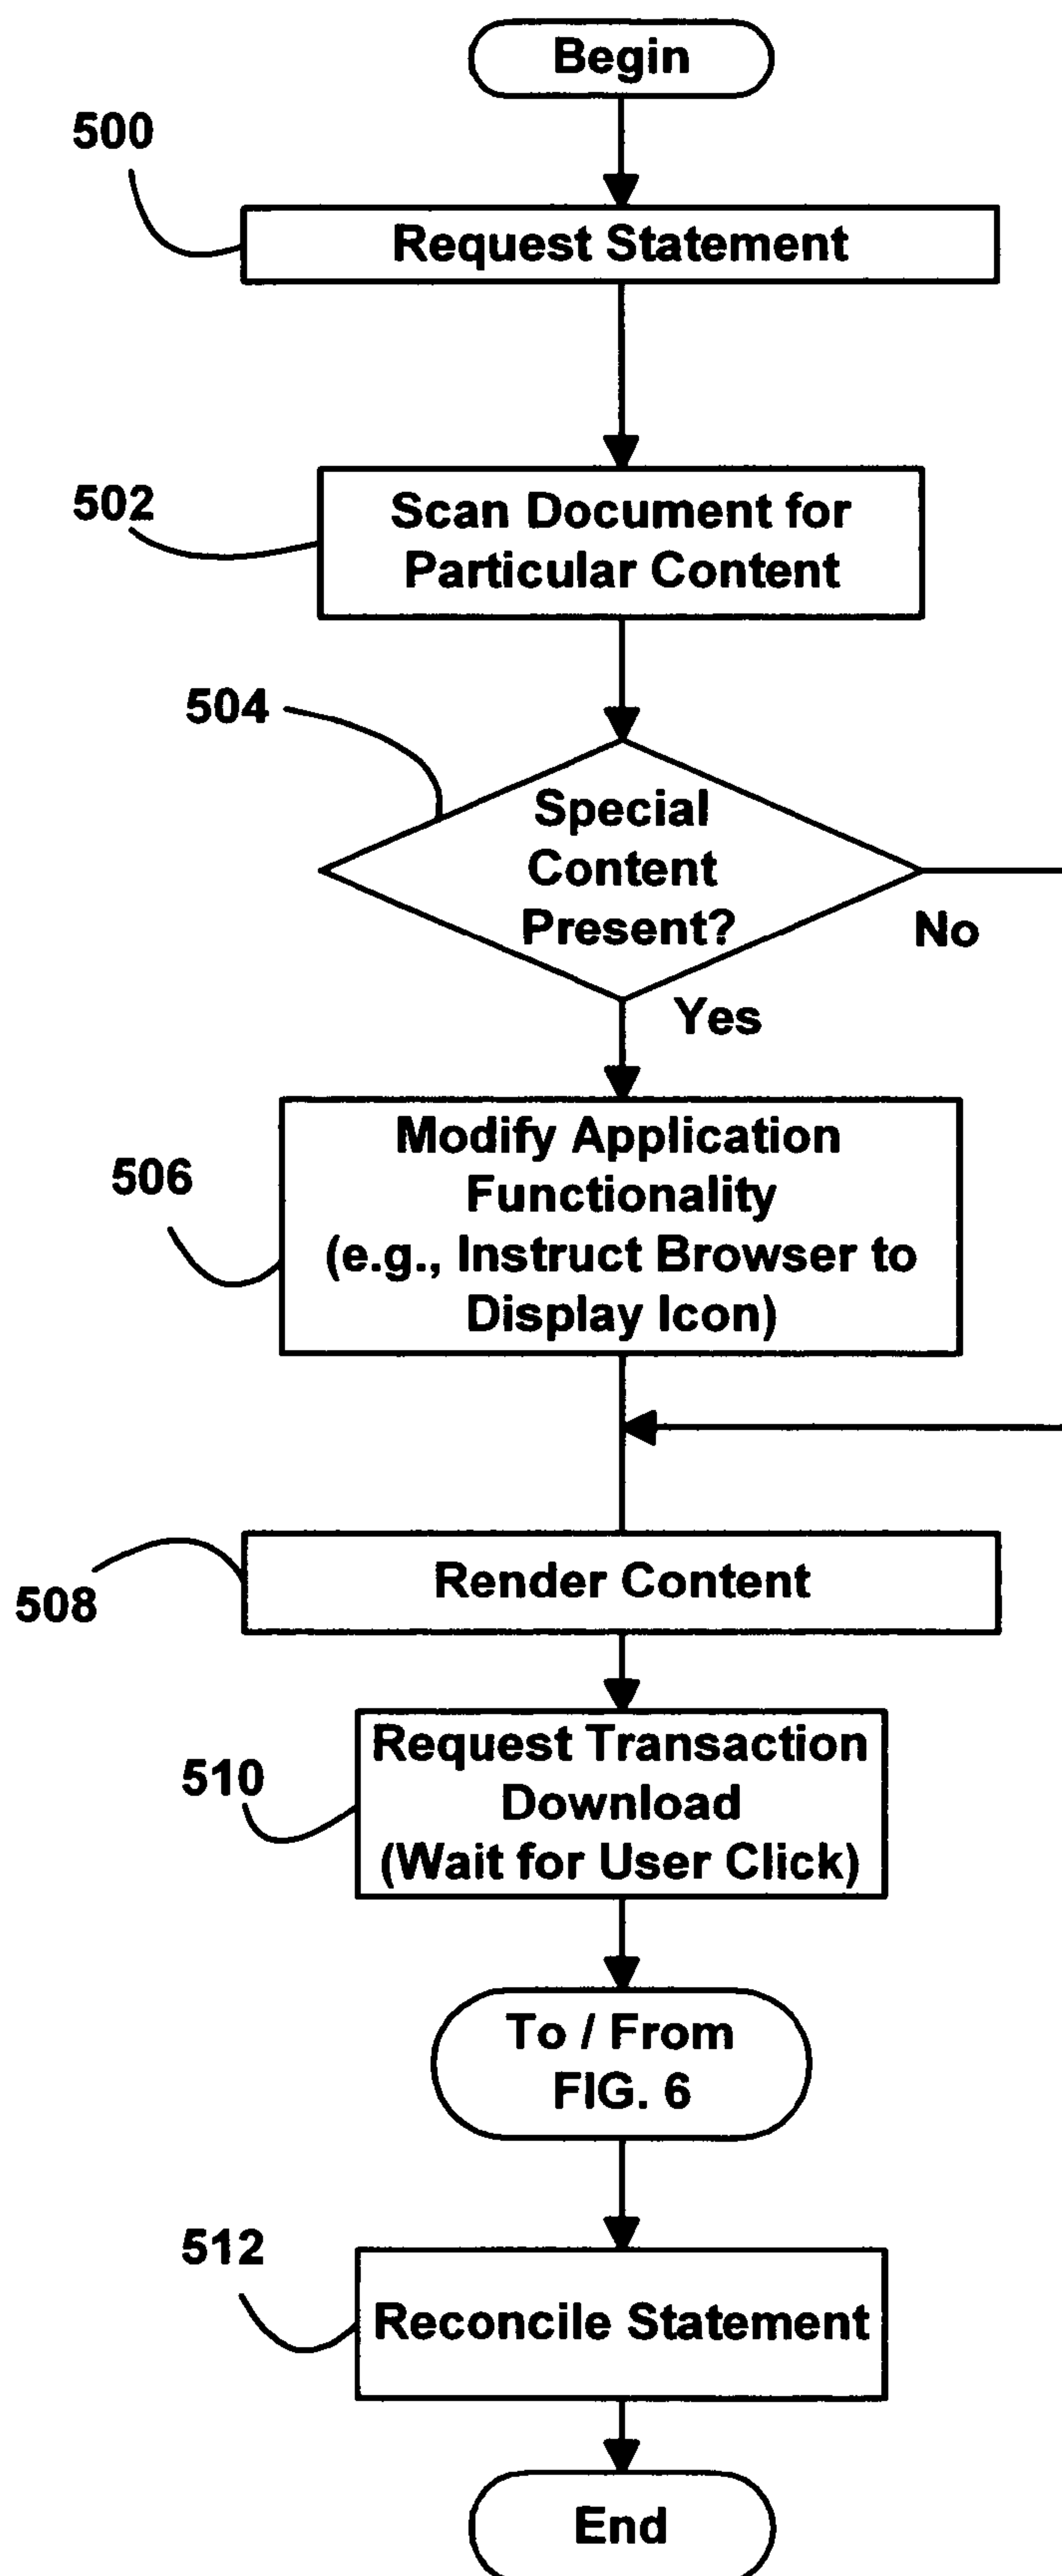 Begin
500
Request Statement
502
Scan Document for
Particular Content
504
Special
Content
Present?
No
Yes
506
Modify Application
Functionality
(e.g., Instruct Browser to
Display Icon)
508
Render Content
510
Request Transaction
Download
(Wait for User Click)
To / From
FIG. 6
512
Reconcile Statement
End